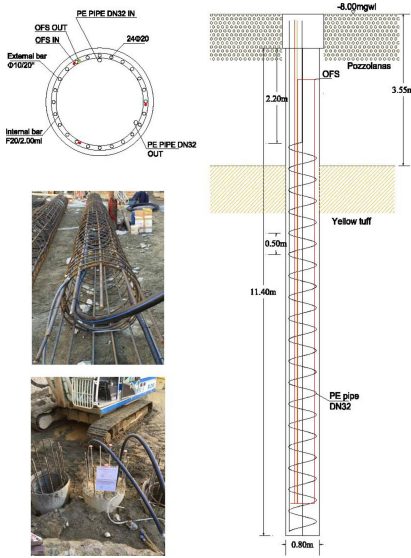 PE PIPE DN32 IN
OFS OUT
OFS IN
24Φ20
External bar
Φ10/20"
Internal bar
F20/2.00ml
PE PIPE DN32
OUT
-8.00mgwl
Pozzolanas
OFS
2.20m
3.55m
Yellow tuff
0.50m
11.40m
PE pipe
DN32
0.80m